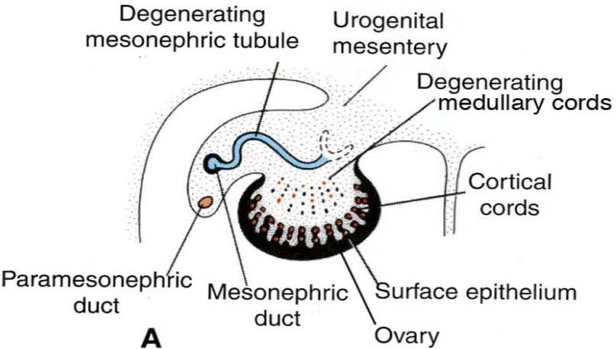 Degenerating
mesonephric tubule
Urogenital
mesentery
Degenerating
medullary cords
Cortical
cords
Paramesonephric
duct
Mesonephric
duct
Surface epithelium
Ovary
A